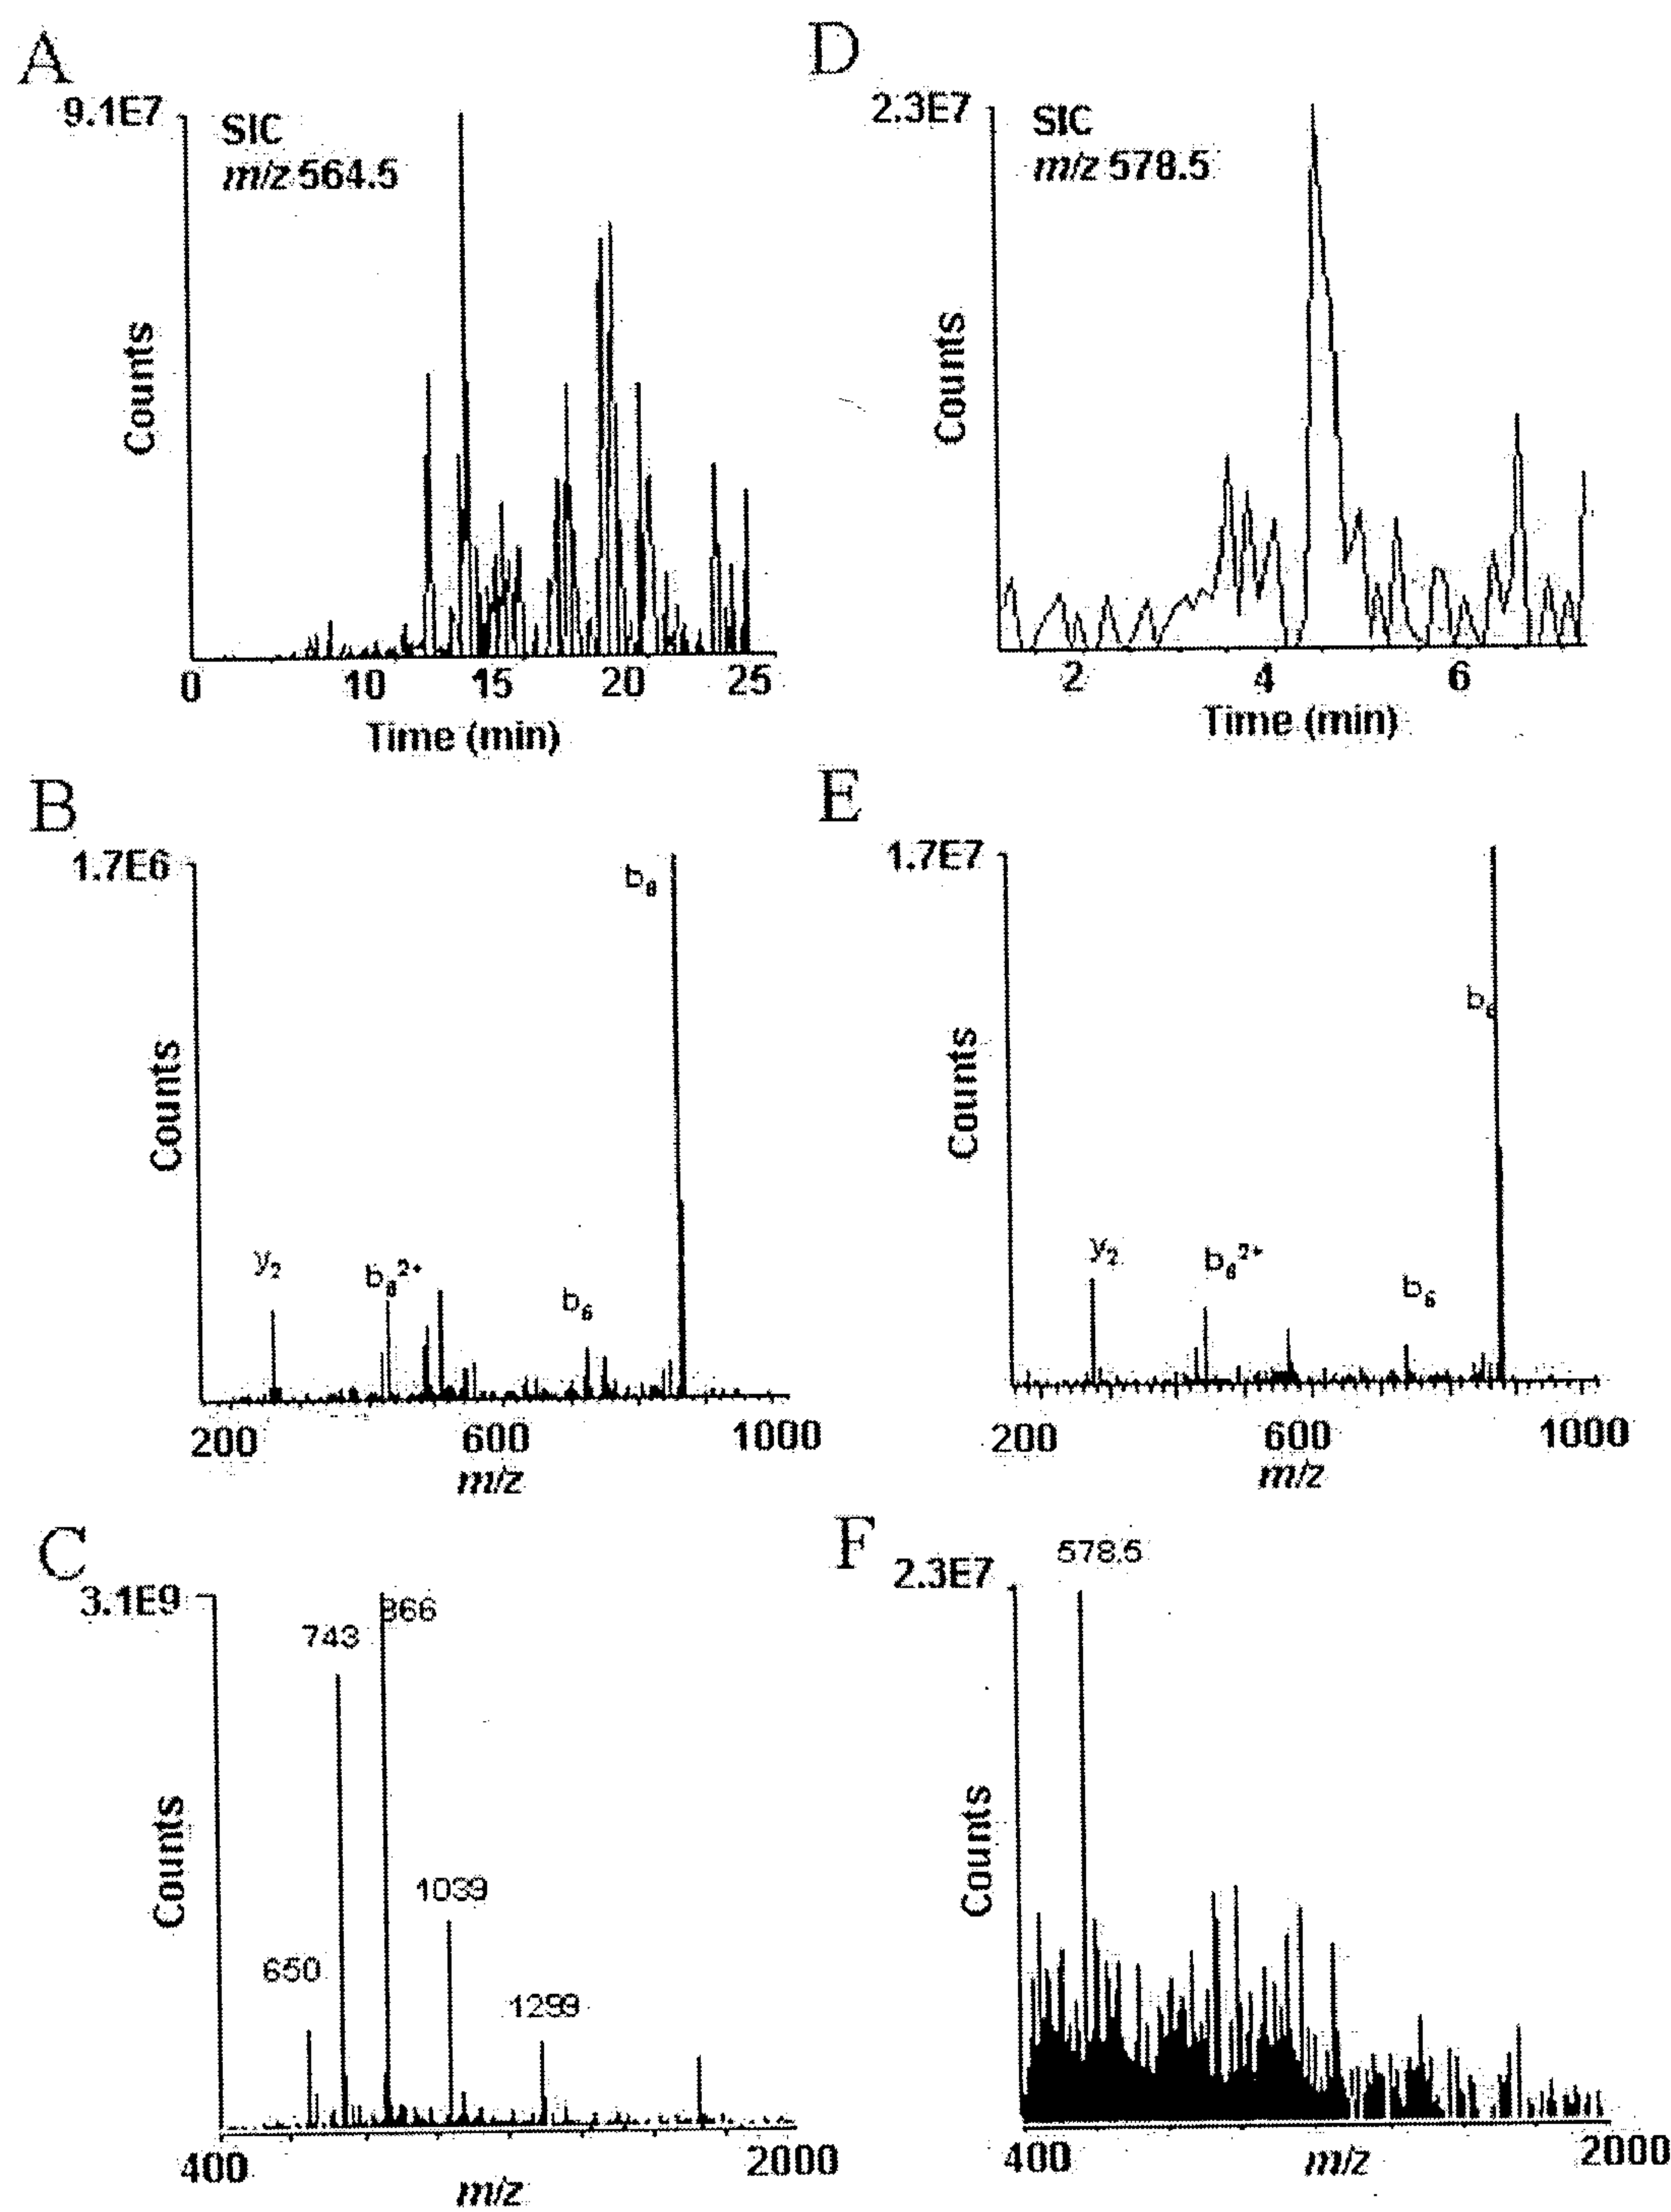 A
9.1E7
SIC
m/z 564.5
Counts
0 10 15 20 25
Time (min)
B
1.7E6
b8
y2
b8 2+
b6
Counts
200 600 1000
m/z
C
3.1E9
866
743
1039
650
1299
Counts
400 2000
m/z
D
2.3E7
SIC
m/z 578.5
Counts
2 4 6
Time (min)
E
1.7E7
y2
Counts
200 600 1000
m/z
F
2.3E7
578.5
Counts
400 2000
m/z